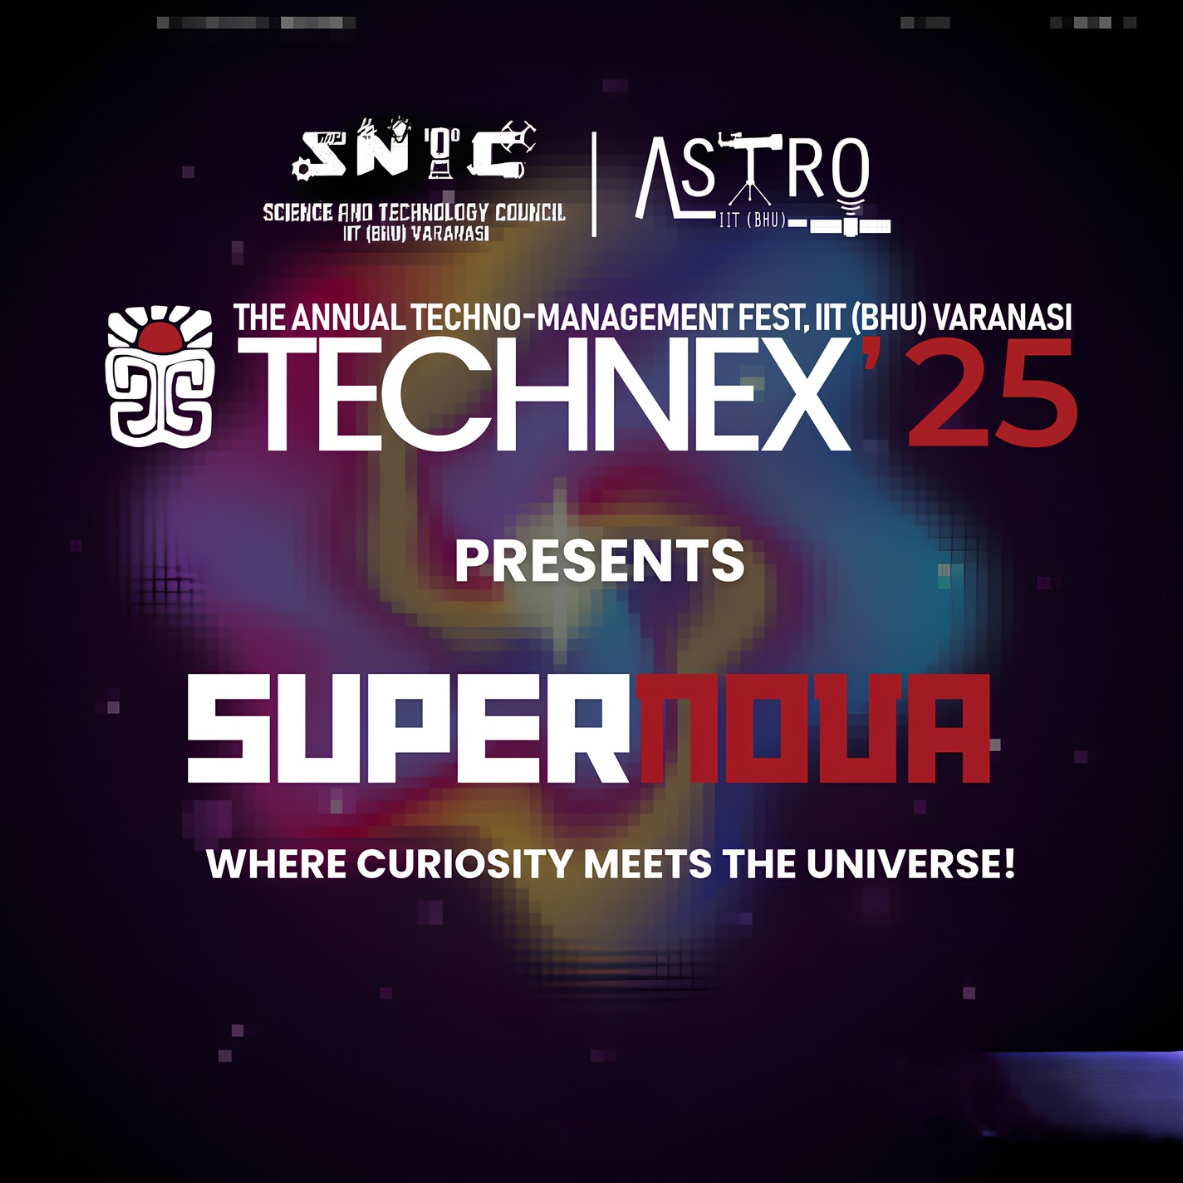 SNTC
SCIENCE AND TECHNOLOGY COUNCIL
IIT (BHU) VARANASI
ASTRO
IIT (BHU)
THE ANNUAL TECHNO-MANAGEMENT FEST, IIT (BHU) VARANASI
TECHNEX'25
PRESENTS
SUPERNOVA
WHERE CURIOSITY MEETS THE UNIVERSE!